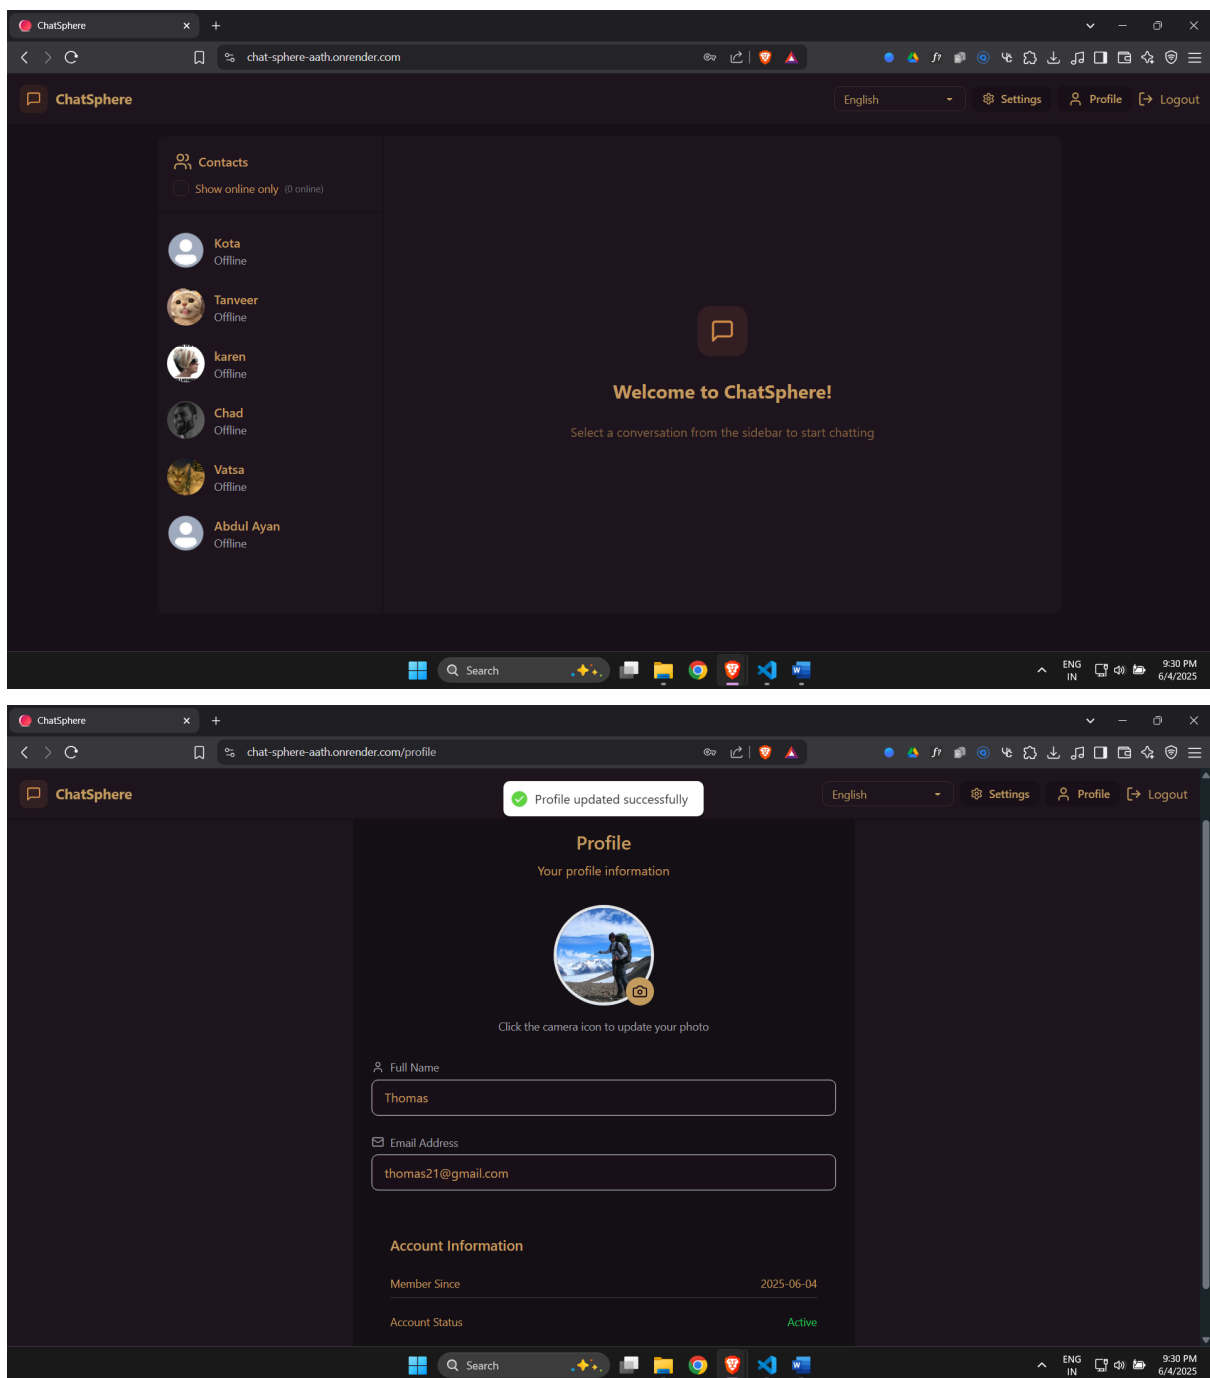 ChatSphere
chat-sphere-aath.onrender.com
ChatSphere
English
Settings
Profile
Logout
Contacts
Show online only (0 online)
Kota
Offline
Tanveer
Offline
karen
Offline
Chad
Offline
Vatsa
Offline
Abdul Ayan
Offline
Welcome to ChatSphere!
Select a conversation from the sidebar to start chatting
Search
ENG
IN
9:30 PM
6/4/2025
ChatSphere
chat-sphere-aath.onrender.com/profile
ChatSphere
Profile updated successfully
English
Settings
Profile
Logout
Profile
Your profile information
Click the camera icon to update your photo
Full Name
Thomas
Email Address
thomas21@gmail.com
Account Information
Member Since 2025-06-04
Account Status Active
Search
ENG
IN
9:30 PM
6/4/2025